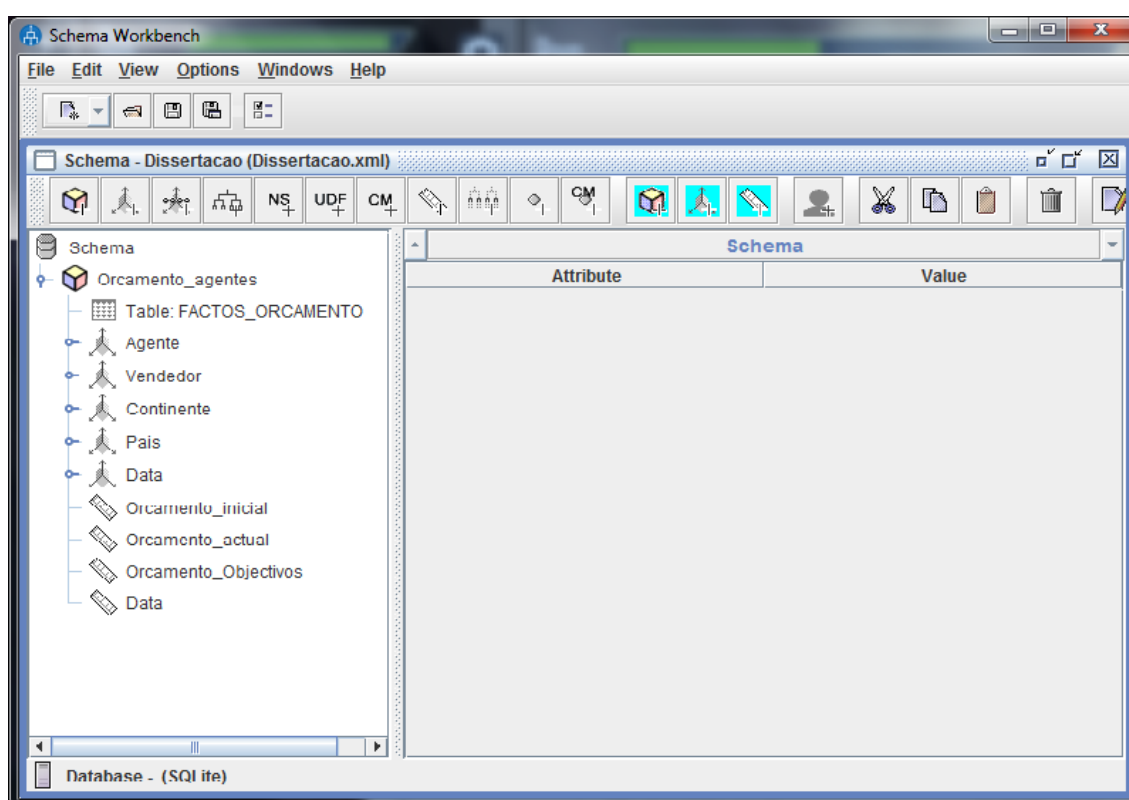 Schema Workbench
File Edit View Options Windows Help
Schema - Dissertacao (Dissertacao.xml)
NS UDF CM CM
Schema
Schema
Attribute Value
Orcamento_agentes
Table: FACTOS_ORCAMENTO
Agente
Vendedor
Continente
Pais
Data
Orcamento_inicial
Orcamento_actual
Orcamento_Objectivos
Data
Database - (SQLite)